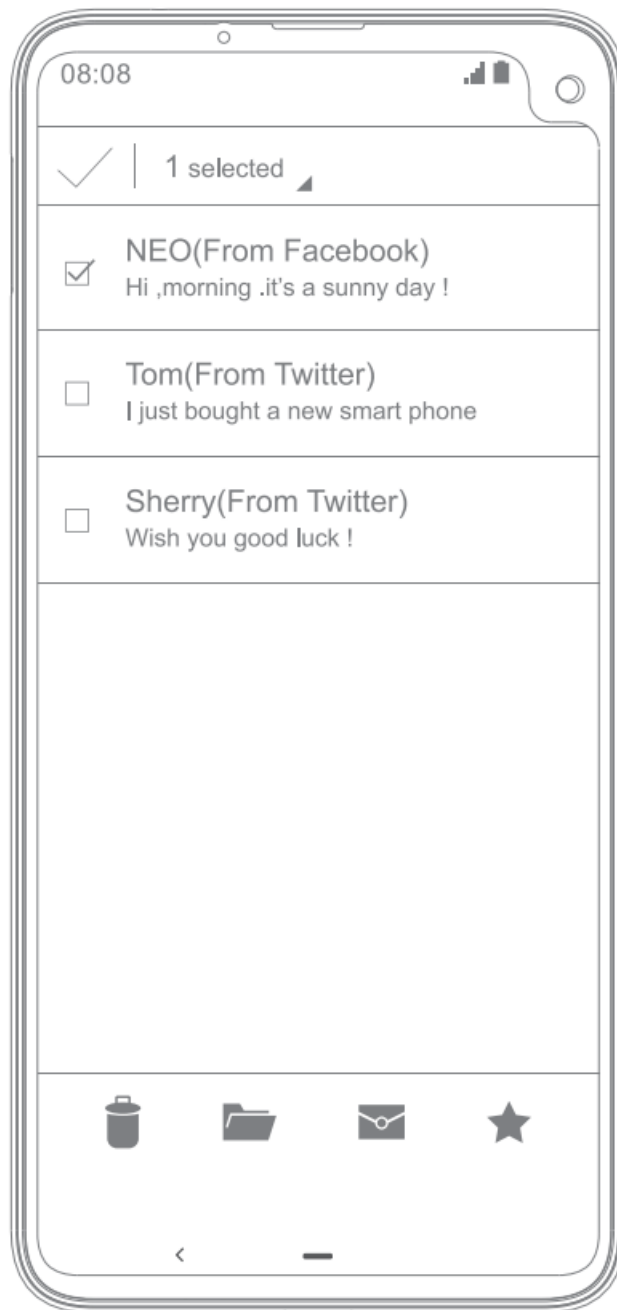 08:08
1 selected
NEO(From Facebook)
Hi ,morning .it's a sunny day !
Tom(From Twitter)
I just bought a new smart phone
Sherry(From Twitter)
Wish you good luck !